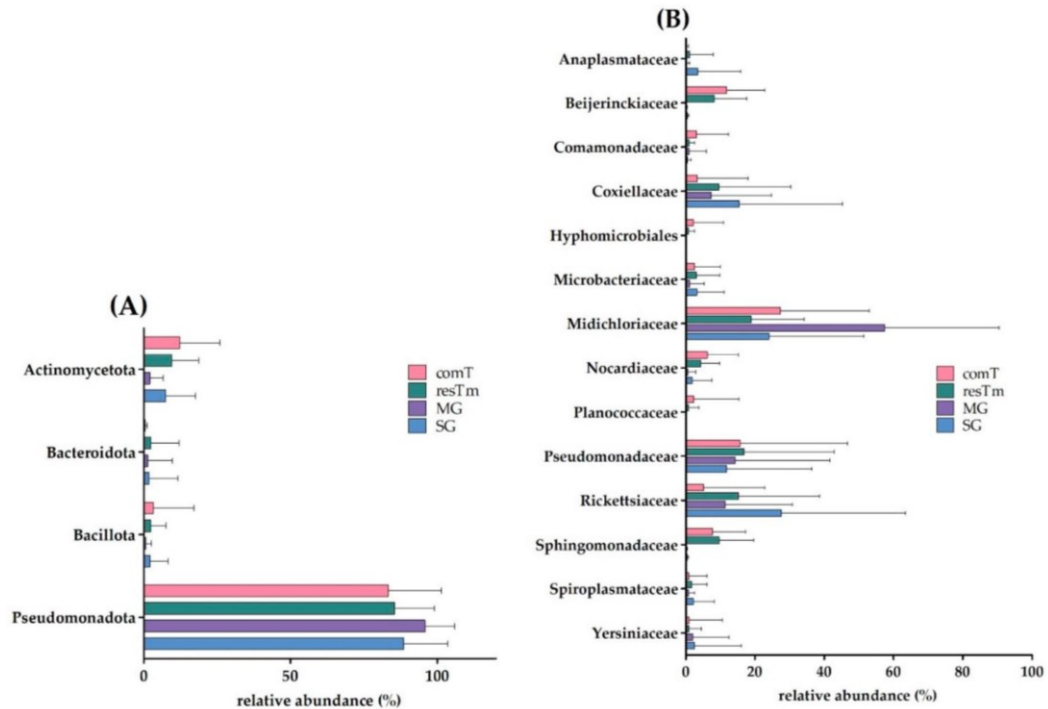 (A)
Actinomycetota
Bacteroidota
Bacillota
Pseudomonadota
comT
resTm
MG
SG
0
50
100
relative abundance (%)
(B)
Anaplasmataceae
Beijerinckiaceae
Comamonadaceae
Coxiellaceae
Hyphomicrobiales
Microbacteriaceae
Midichloriaceae
Nocardiaceae
Planococcaceae
Pseudomonadaceae
Rickettsiaceae
Sphingomonadaceae
Spiroplasmataceae
Yersiniaceae
comT
resTm
MG
SG
0
20
40
60
80
100
relative abundance (%)